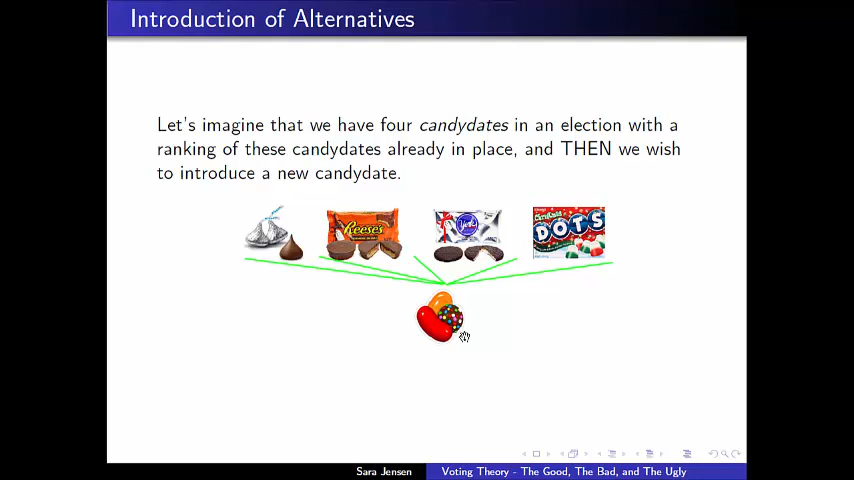 Introduction of Alternatives
Let's imagine that we have four candydates in an election with a
ranking of these candydates already in place, and THEN we wish
to introduce a new candydate.
Reese's
York
DOTS
Sara Jensen
Voting Theory - The Good, The Bad, and The Ugly